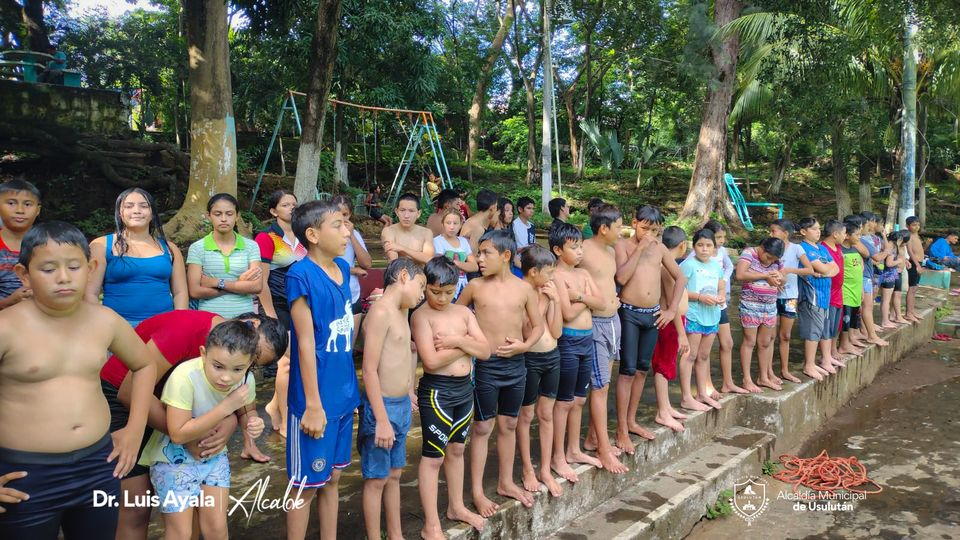 Dr. Luis Ayala
Alcalde
Alcaldía Municipal
de Usulután
SPORT